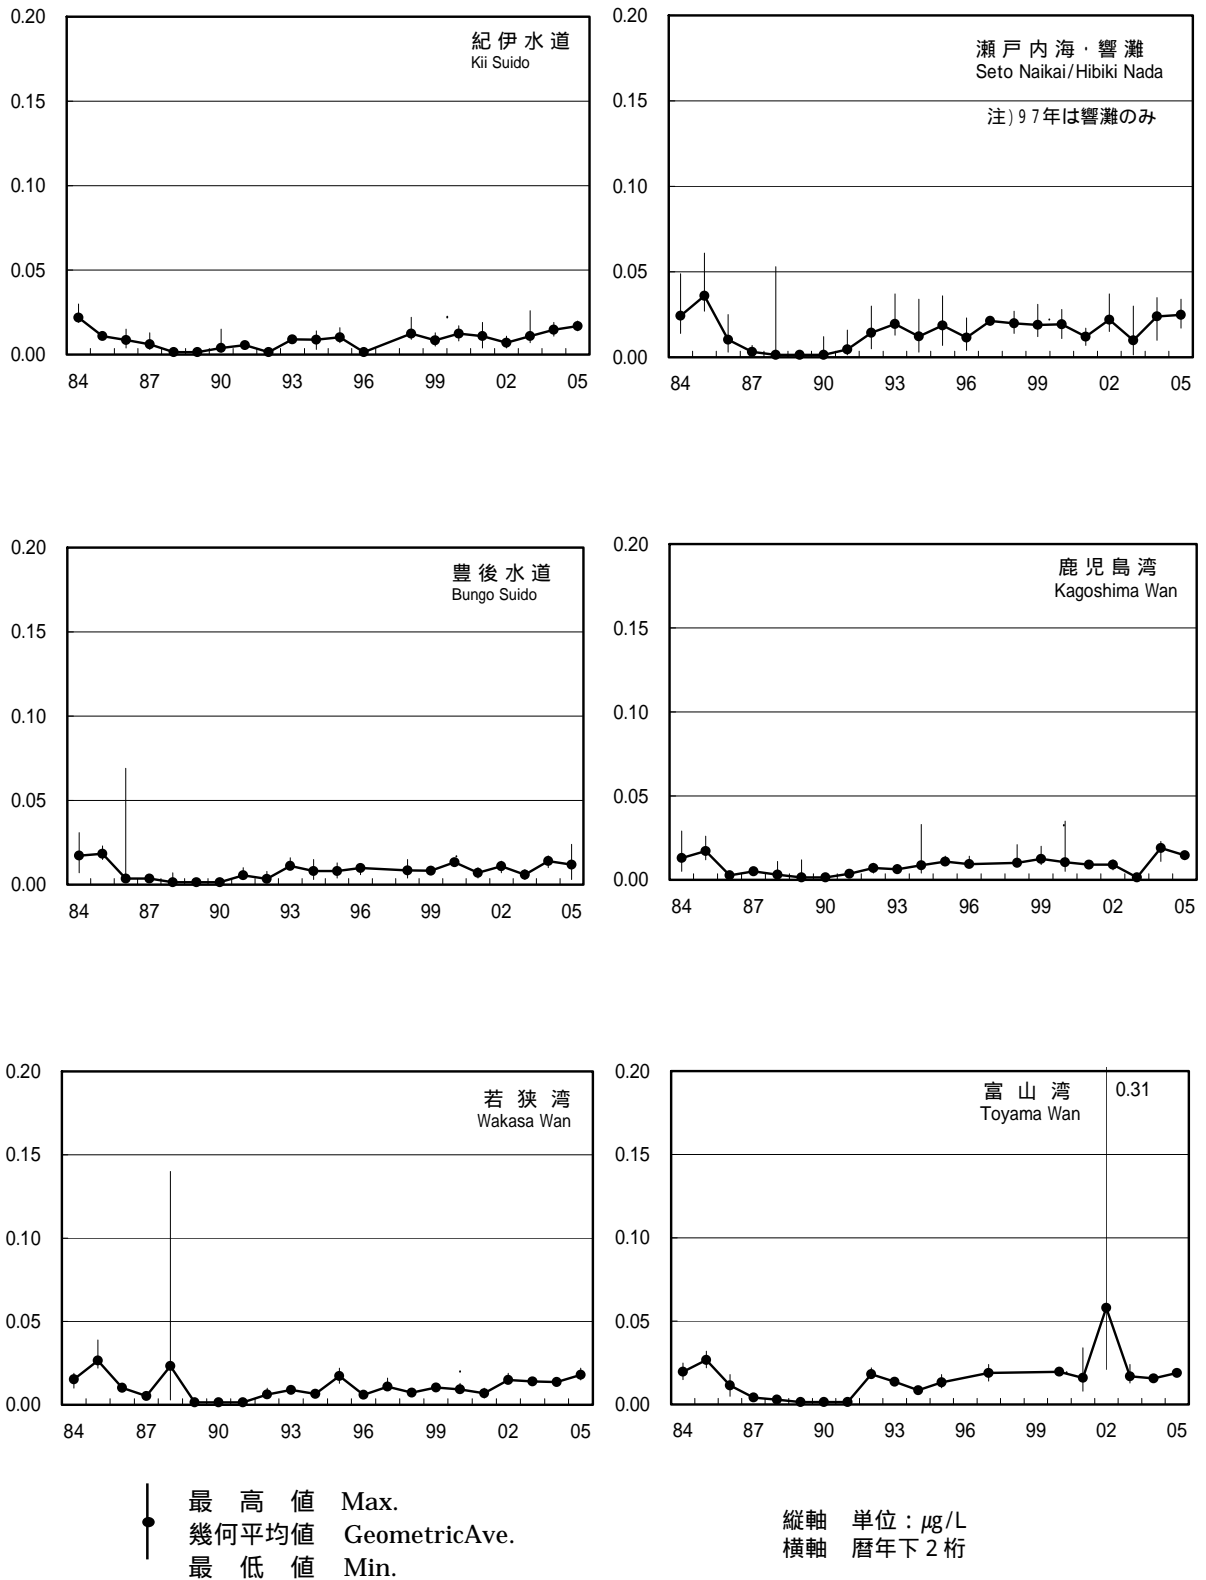 0.20
0.15
0.10
0.05
0.00
紀伊水道
Kii Suido
84 87 90 93 96 99 02 05
0.20
0.15
0.10
0.05
0.00
瀬戸内海・響灘
Seto Naikai/Hibiki Nada
注)97年は響灘のみ
84 87 90 93 96 99 02 05
0.20
0.15
0.10
0.05
0.00
豊後水道
Bungo Suido
84 87 90 93 96 99 02 05
0.20
0.15
0.10
0.05
0.00
鹿児島湾
Kagoshima Wan
84 87 90 93 96 99 02 05
0.20
0.15
0.10
0.05
0.00
若狭湾
Wakasa Wan
84 87 90 93 96 99 02 05
0.20
0.15
0.10
0.05
0.00
富山湾 0.31
Toyama Wan
84 87 90 93 96 99 02 05
最高値 Max.
幾何平均値 GeometricAve.
最低値 Min.
縦軸 単位:μg/L
横軸 暦年下2桁